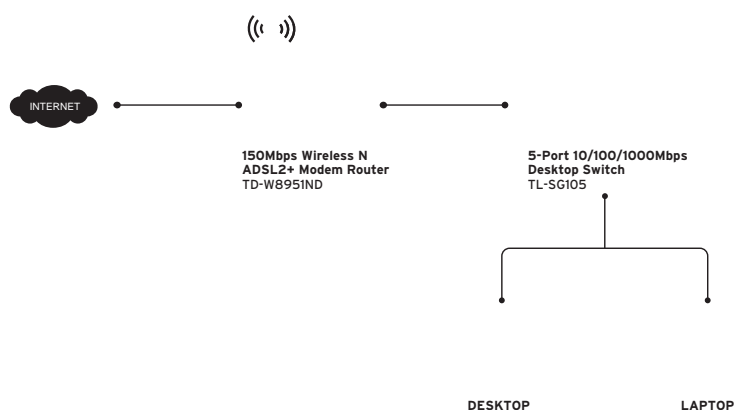 INTERNET
150Mbps Wireless N
ADSL2+ Modem Router
TD-W8951ND
5-Port 10/100/1000Mbps
Desktop Switch
TL-SG105
DESKTOP
LAPTOP